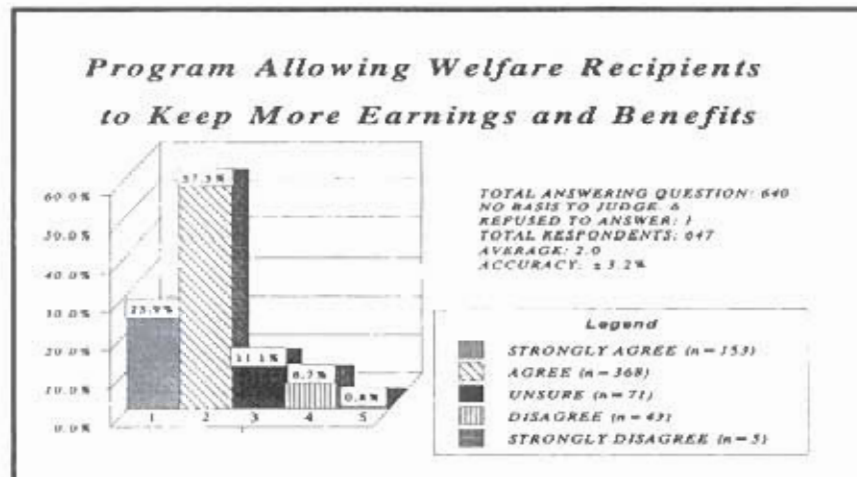 Program Allowing Welfare Recipients
to Keep More Earnings and Benefits
60.0%
50.0%
40.0%
30.0%
20.0%
10.0%
0.0%
23.9%
57.5%
11.1%
6.7%
0.8%
1 2 3 4 5
TOTAL ANSWERING QUESTION: 640
NO BASIS TO JUDGE: 6
REFUSED TO ANSWER: 1
TOTAL RESPONDENTS: 647
AVERAGE: 2.0
ACCURACY: ±3.2%
Legend
STRONGLY AGREE (n=153)
AGREE (n=368)
UNSURE (n=71)
DISAGREE (n=43)
STRONGLY DISAGREE (n=5)